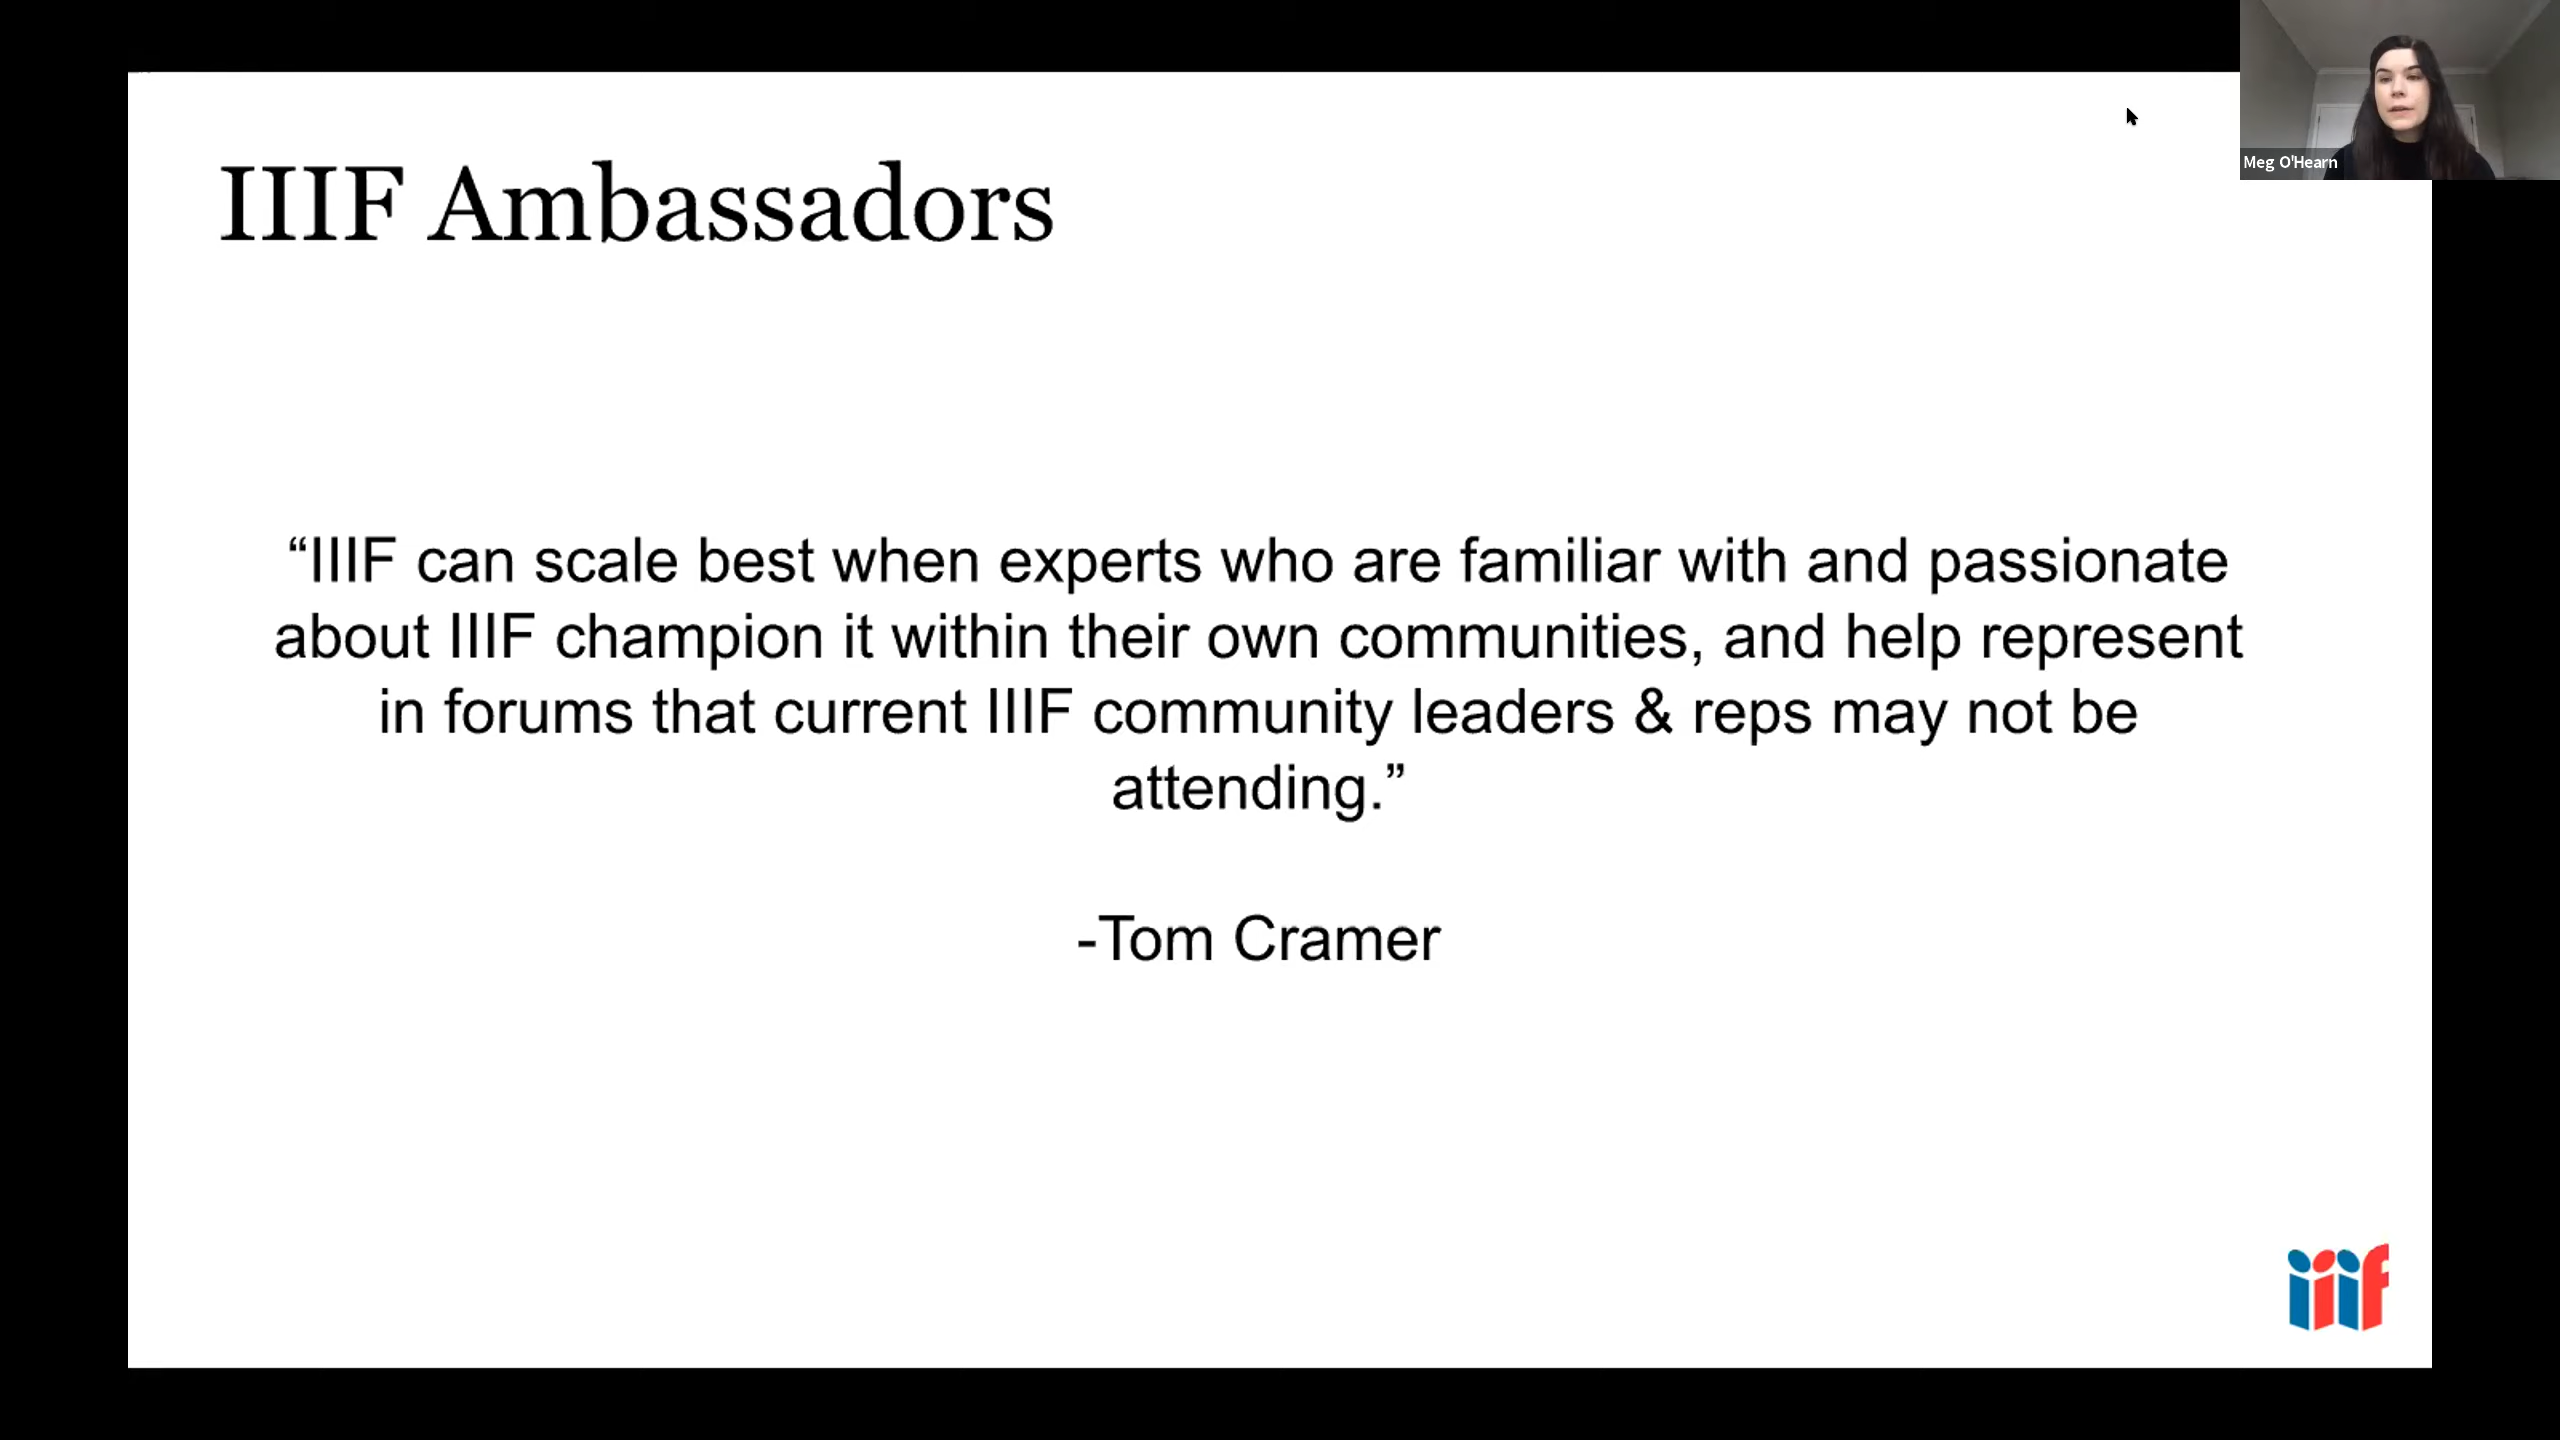 Meg O'Hearn
IIIF Ambassadors
“IIIF can scale best when experts who are familiar with and passionate
about IIIF champion it within their own communities, and help represent
in forums that current IIIF community leaders & reps may not be
attending.”
-Tom Cramer
iiif